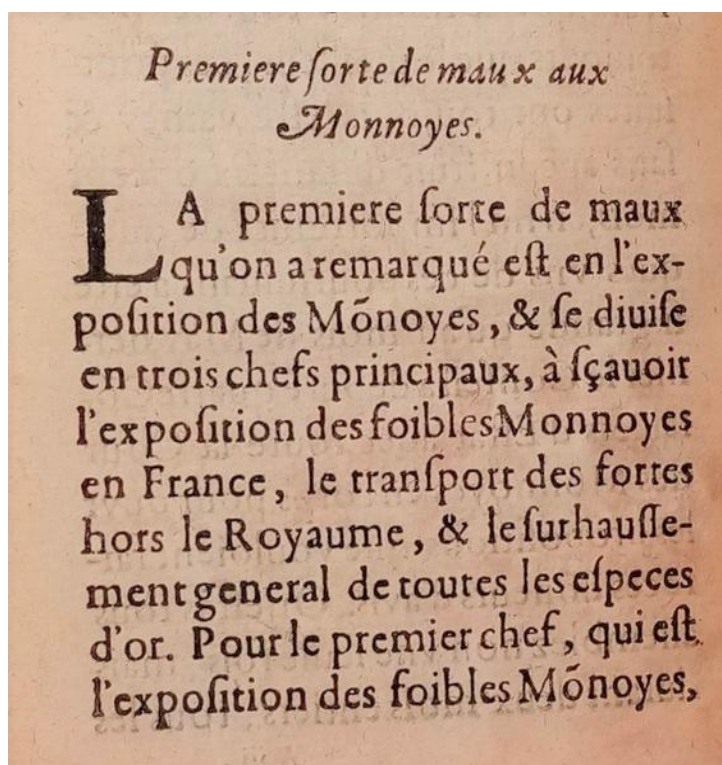 Premiere ſorte de maux aux
Monnoyes.
LA premiere ſorte de maux
qu'on a remarqué eſt en l'ex-
poſition des Mõnoyes, & ſe diuiſe
en trois chefs principaux, à ſçauoir
l'expoſition des foibles Monnoyes
en France, le tranſport des fortes
hors le Royaume, & le ſurhauſſe-
ment general de toutes les eſpeces
d'or. Pour le premier chef, qui eſt
l'expoſition des foibles Mõnoyes,